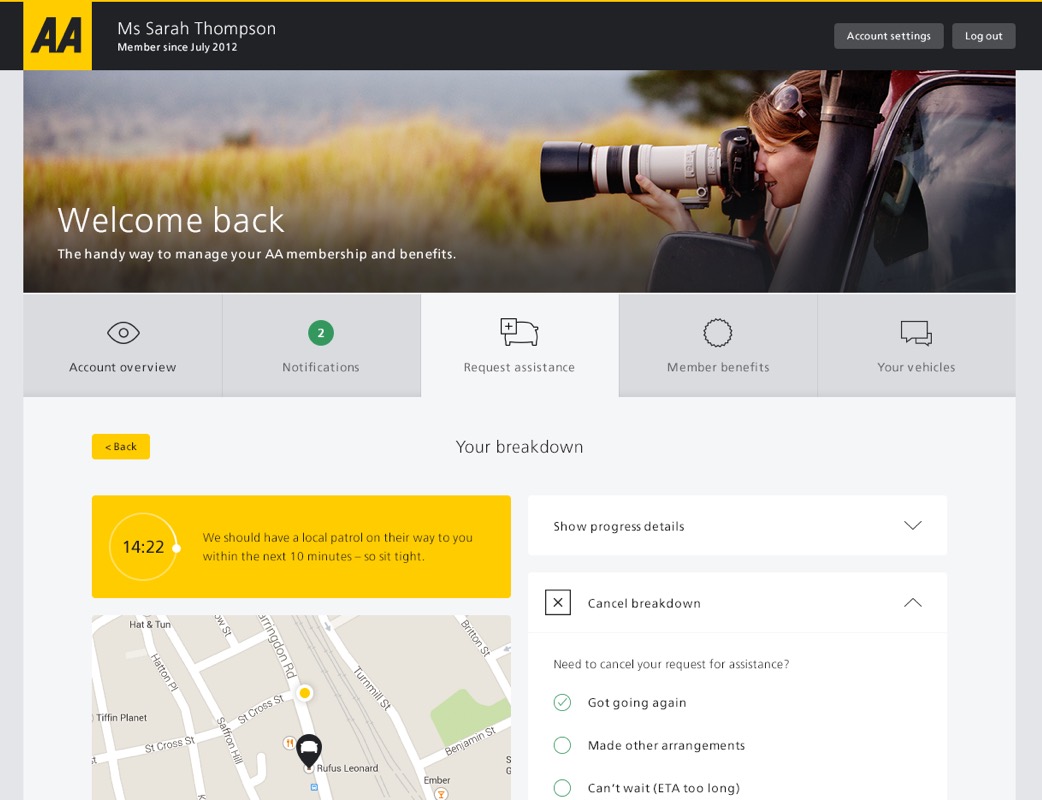 AA
Ms Sarah Thompson
Member since July 2012
Account settings
Log out
Welcome back
The handy way to manage your AA membership and benefits.
Account overview
2
Notifications
Request assistance
Member benefits
Your vehicles
< Back
Your breakdown
14:22
We should have a local patrol on their way to you
within the next 10 minutes – so sit tight.
Show progress details
Cancel breakdown
Need to cancel your request for assistance?
Got going again
Made other arrangements
Can't wait (ETA too long)
Hat & Tun
Hatton Pl
Turnmill St
Britton St
St Cross St
Tiffin Planet
Saffron Hill
St Cross St
Benjamin St
Rufus Leonard
Ember